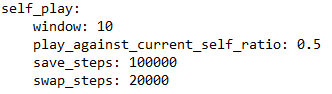 self_play:
    window: 10
    play_against_current_self_ratio: 0.5
    save_steps: 100000
    swap_steps: 20000